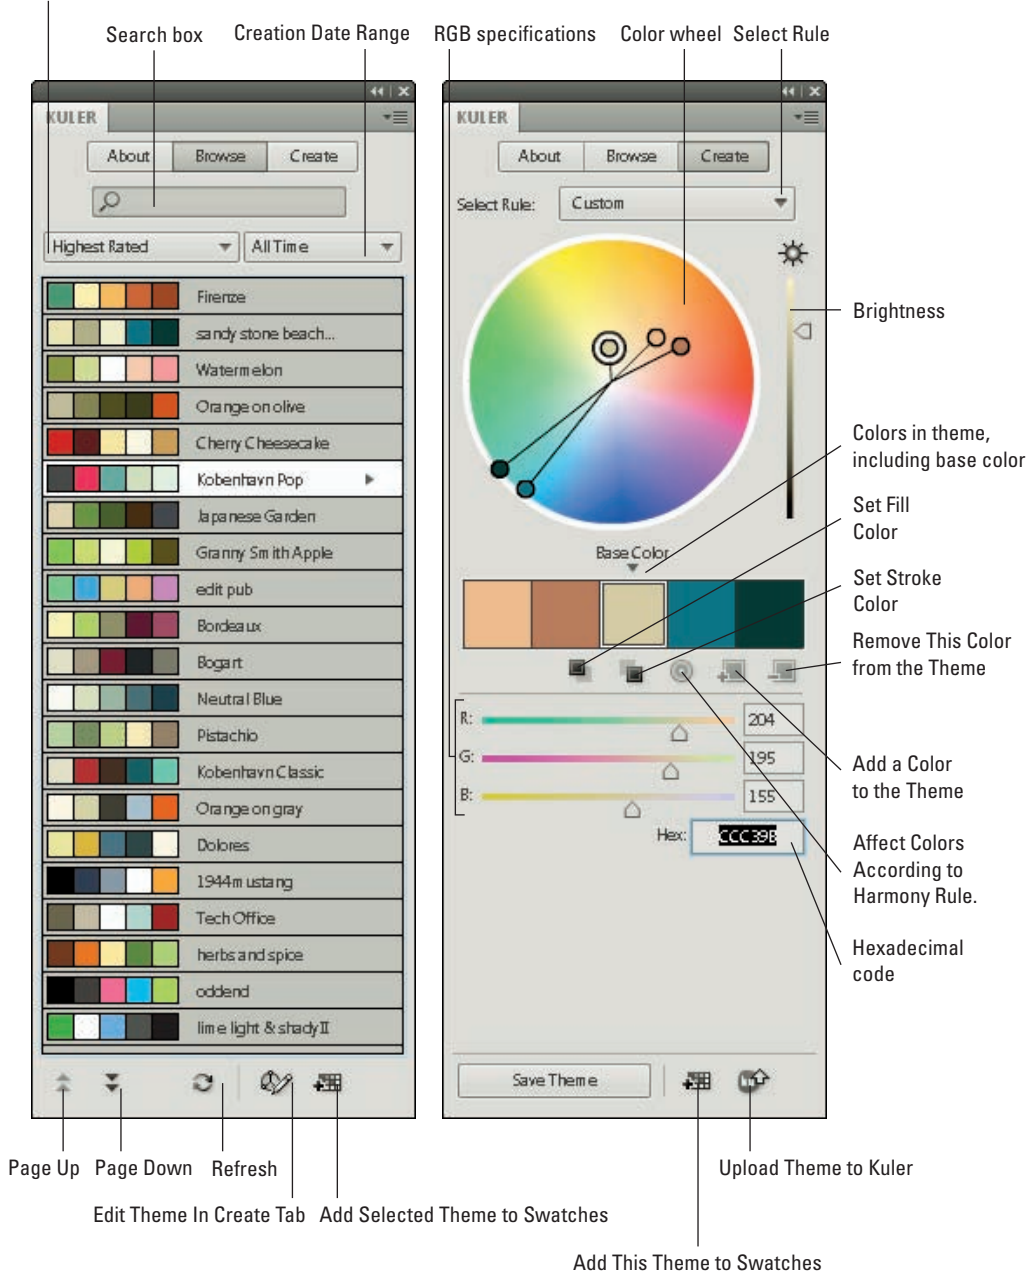 Search box
Creation Date Range
RGB specifications
Color wheel
Select Rule
KULER
About
Browse
Create
Highest Rated
All Time
Firenze
sandy stone beach...
Watermelon
Orange on olive
Cherry Cheesecake
Kobenhavn Pop
Japanese Garden
Granny Smith Apple
edit pub
Bordeaux
Bogart
Neutral Blue
Pistachio
Kobenhavn Classic
Orange on gray
Dolores
1944mustang
Tech Office
herbs and spice
oddend
lime light & shady II
Page Up
Page Down
Refresh
Edit Theme In Create Tab
Add Selected Theme to Swatches
KULER
About
Browse
Create
Select Rule:
Custom
Brightness
Colors in theme,
including base color
Set Fill
Color
Base Color
Set Stroke
Color
Remove This Color
from the Theme
R:
204
G:
195
B:
155
Hex:
CCC39B
Add a Color
to the Theme
Affect Colors
According to
Harmony Rule.
Hexadecimal
code
Save Theme
Upload Theme to Kuler
Add This Theme to Swatches